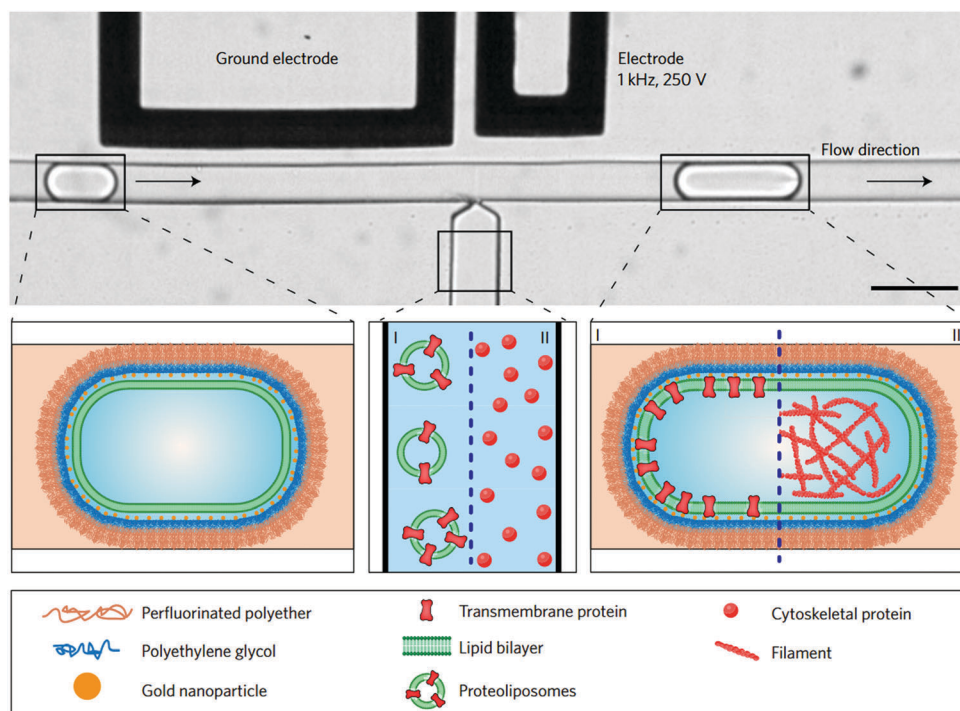 Ground electrode
Electrode
1 kHz, 250 V
Flow direction
I
II
I
II
Perfluorinated polyether
Transmembrane protein
Cytoskeletal protein
Polyethylene glycol
Lipid bilayer
Filament
Gold nanoparticle
Proteoliposomes